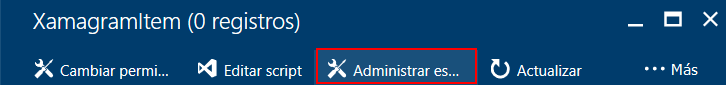 XamagramItem (0 registros)
Cambiar permi... Editar script Administrar es... Actualizar ... Más